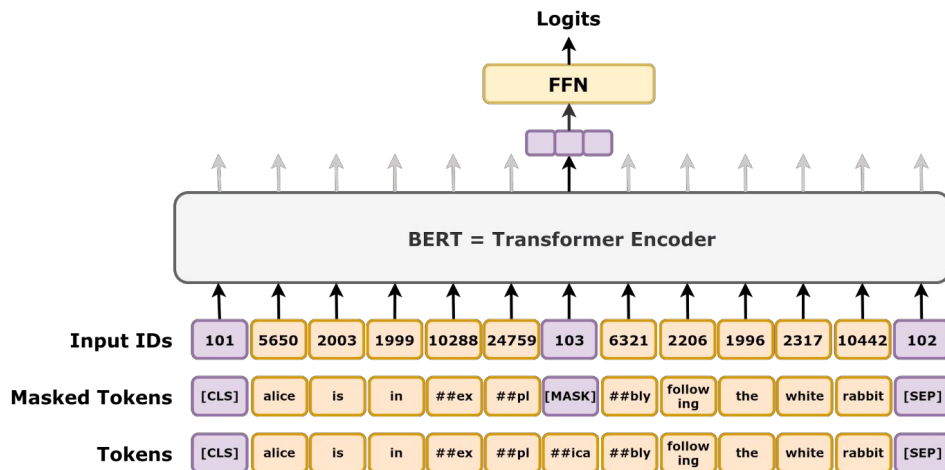 Logits
FFN
BERT = Transformer Encoder
Input IDs 101 5650 2003 1999 10288 24759 103 6321 2206 1996 2317 10442 102
Masked Tokens [CLS] alice is in ##ex ##pl [MASK] ##bly follow
ing the white rabbit [SEP]
Tokens [CLS] alice is in ##ex ##pl ##ica ##bly follow
ing the white rabbit [SEP]